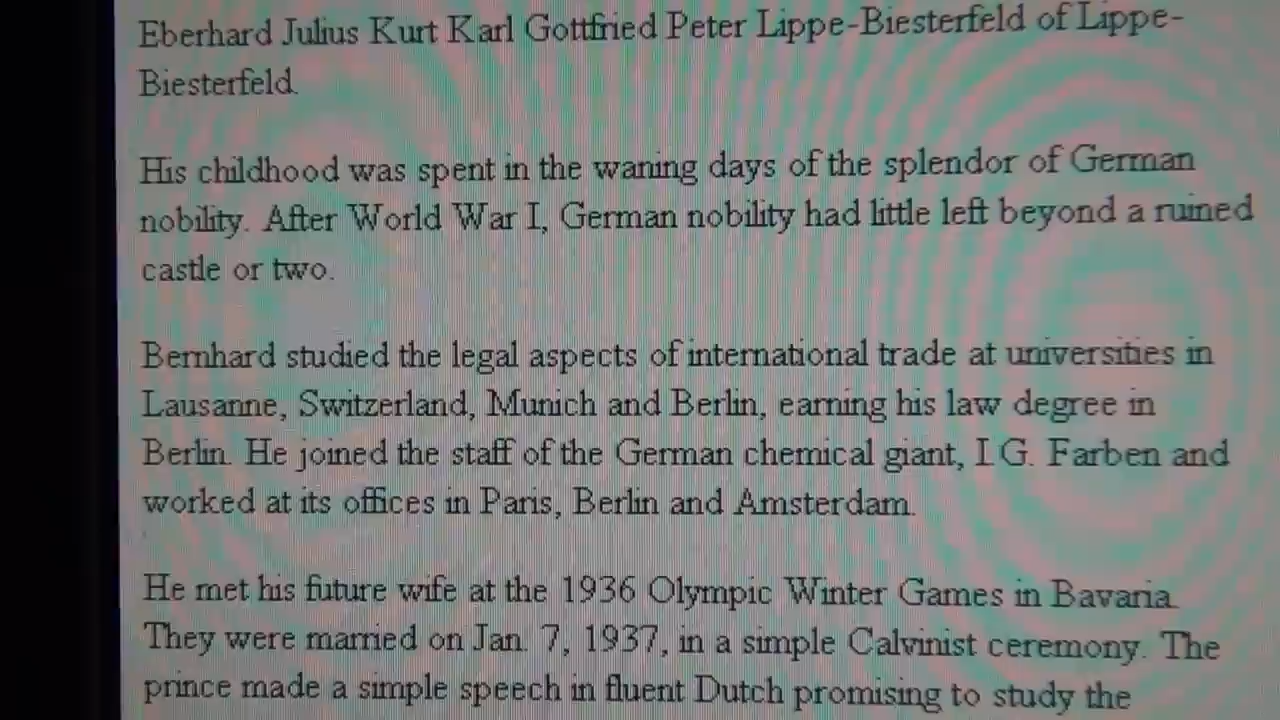 Eberhard Julius Kurt Karl Gottfried Peter Lippe-Biesterfeld of Lippe-
Biesterfeld.
His childhood was spent in the waning days of the splendor of German
nobility. After World War I, German nobility had little left beyond a ruined
castle or two.
Bernhard studied the legal aspects of international trade at universities in
Lausanne, Switzerland, Munich and Berlin, earning his law degree in
Berlin. He joined the staff of the German chemical giant, I.G. Farben and
worked at its offices in Paris, Berlin and Amsterdam.
He met his future wife at the 1936 Olympic Winter Games in Bavaria.
They were married on Jan. 7, 1937, in a simple Calvinist ceremony. The
prince made a simple speech in fluent Dutch promising to study the